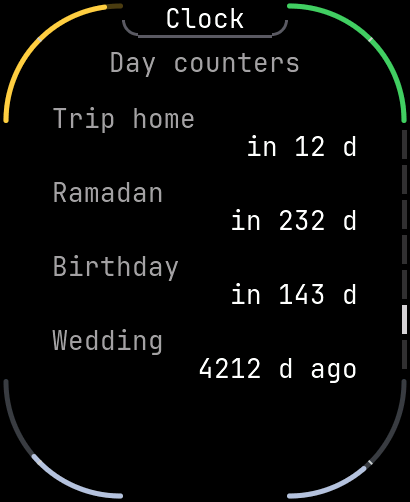 Clock
Day counters
Trip home
in 12 d
Ramadan
in 232 d
Birthday
in 143 d
Wedding
4212 d ago